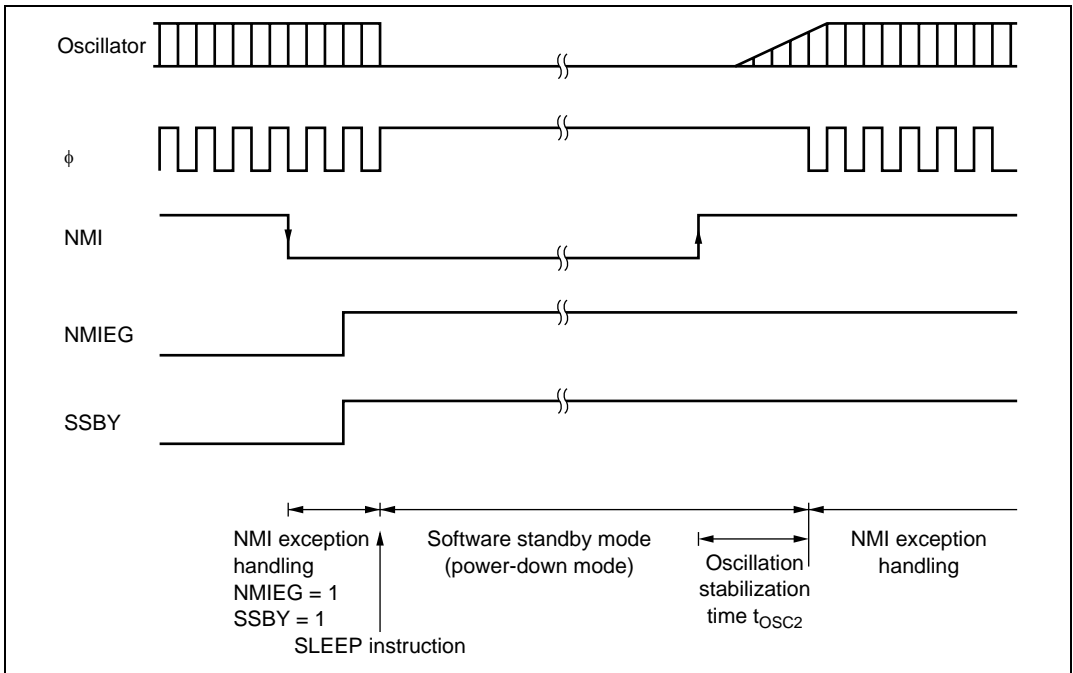 Oscillator
ϕ
NMI
NMIEG
SSBY
NMI exception
handling
NMIEG = 1
SSBY = 1
SLEEP instruction
Software standby mode
(power-down mode)
Oscillation
stabilization
time tOSC2
NMI exception
handling